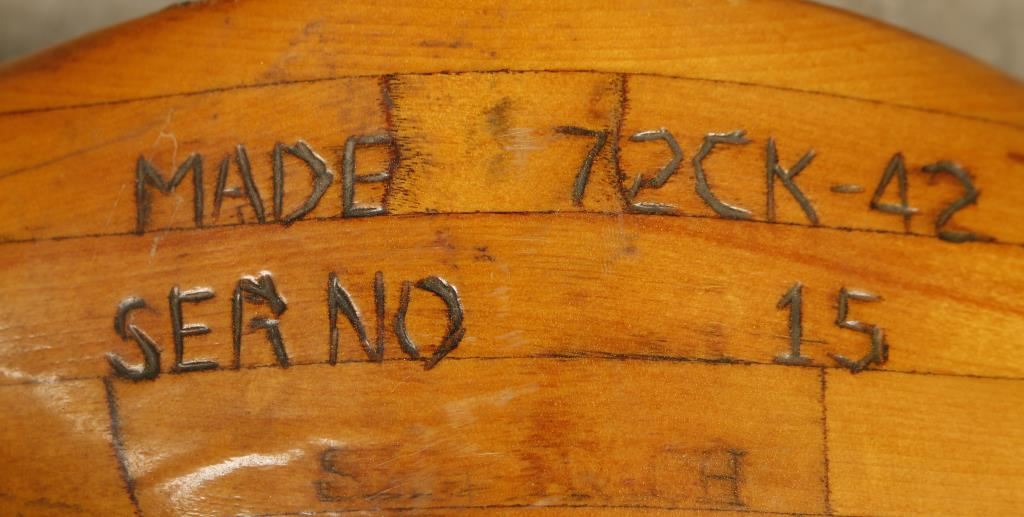 MADE 72CK-42
SER NO 15